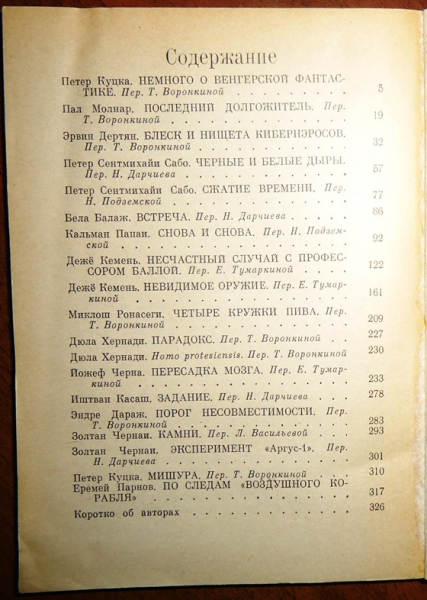 Содержание
Петер Куцка. НЕМНОГО О ВЕНГЕРСКОЙ ФАНТАС-
ТИКЕ. Пер. Т. Воронкиной . . . . . . . . . 5
Пал Молнар. ПОСЛЕДНИЙ ДОЛГОЖИТЕЛЬ. Пер.
Т. Воронкиной . . . . . . . . . . . . 19
Эрвин Дертян. БЛЕСК И НИЩЕТА КИБЕРНЭРОСОВ.
Пер. Т. Воронкиной . . . . . . . . . . . 32
Петер Сентмихайи Сабо. ЧЕРНЫЕ И БЕЛЫЕ ДЫРЫ.
Пер. Н. Дарчиева . . . . . . . . . . . 57
Петер Сентмихайи Сабо. СЖАТИЕ ВРЕМЕНИ. Пер.
Н. Подземской . . . . . . . . . . . . 77
Бела Балаж. ВСТРЕЧА. Пер. Н. Дарчиева . . . . . 86
Кальман Папаи. СНОВА И СНОВА. Пер. Н. Подзем-
ской . . . . . . . . . . . . . . . 92
Дежё Кемень. НЕСЧАСТНЫЙ СЛУЧАЙ С ПРОФЕС-
СОРОМ БАЛЛОЙ. Пер. Е. Тумаркиной . . . . . 122
Дежё Кемень. НЕВИДИМОЕ ОРУЖИЕ. Пер. Е. Тумар-
киной . . . . . . . . . . . . . . 161
Миклош Ронасеги. ЧЕТЫРЕ КРУЖКИ ПИВА. Пер.
Т. Воронкиной . . . . . . . . . . . . 209
Дюла Хернади. ПАРАДОКС. Пер. Т. Воронкиной . . . 227
Дюла Хернади. Homo protesiensis. Пер. Т. Воронкиной 230
Йожеф Черна. ПЕРЕСАДКА МОЗГА. Пер. Е. Тумар-
киной . . . . . . . . . . . . . . 233
Иштван Касаш. ЗАДАНИЕ. Пер. Н. Дарчиева . . . . 278
Эндре Дараж. ПОРОГ НЕСОВМЕСТИМОСТИ. Пер.
Т. Воронкиной . . . . . . . . . . . . 283
Золтан Чернаи. КАМНИ. Пер. Л. Васильевой . . . 293
Золтан Чернаи. ЭКСПЕРИМЕНТ «Аргус-1». Пер.
Н. Дарчиева . . . . . . . . . . . . . 301
Петер Куцка. МИШУРА. Пер. Т. Воронкиной . . . . 310
Еремей Парнов. ПО СЛЕДАМ «ВОЗДУШНОГО КО-
РАБЛЯ» . . . . . . . . . . . . . . 317
Коротко об авторах . . . . . . . . . . . 326